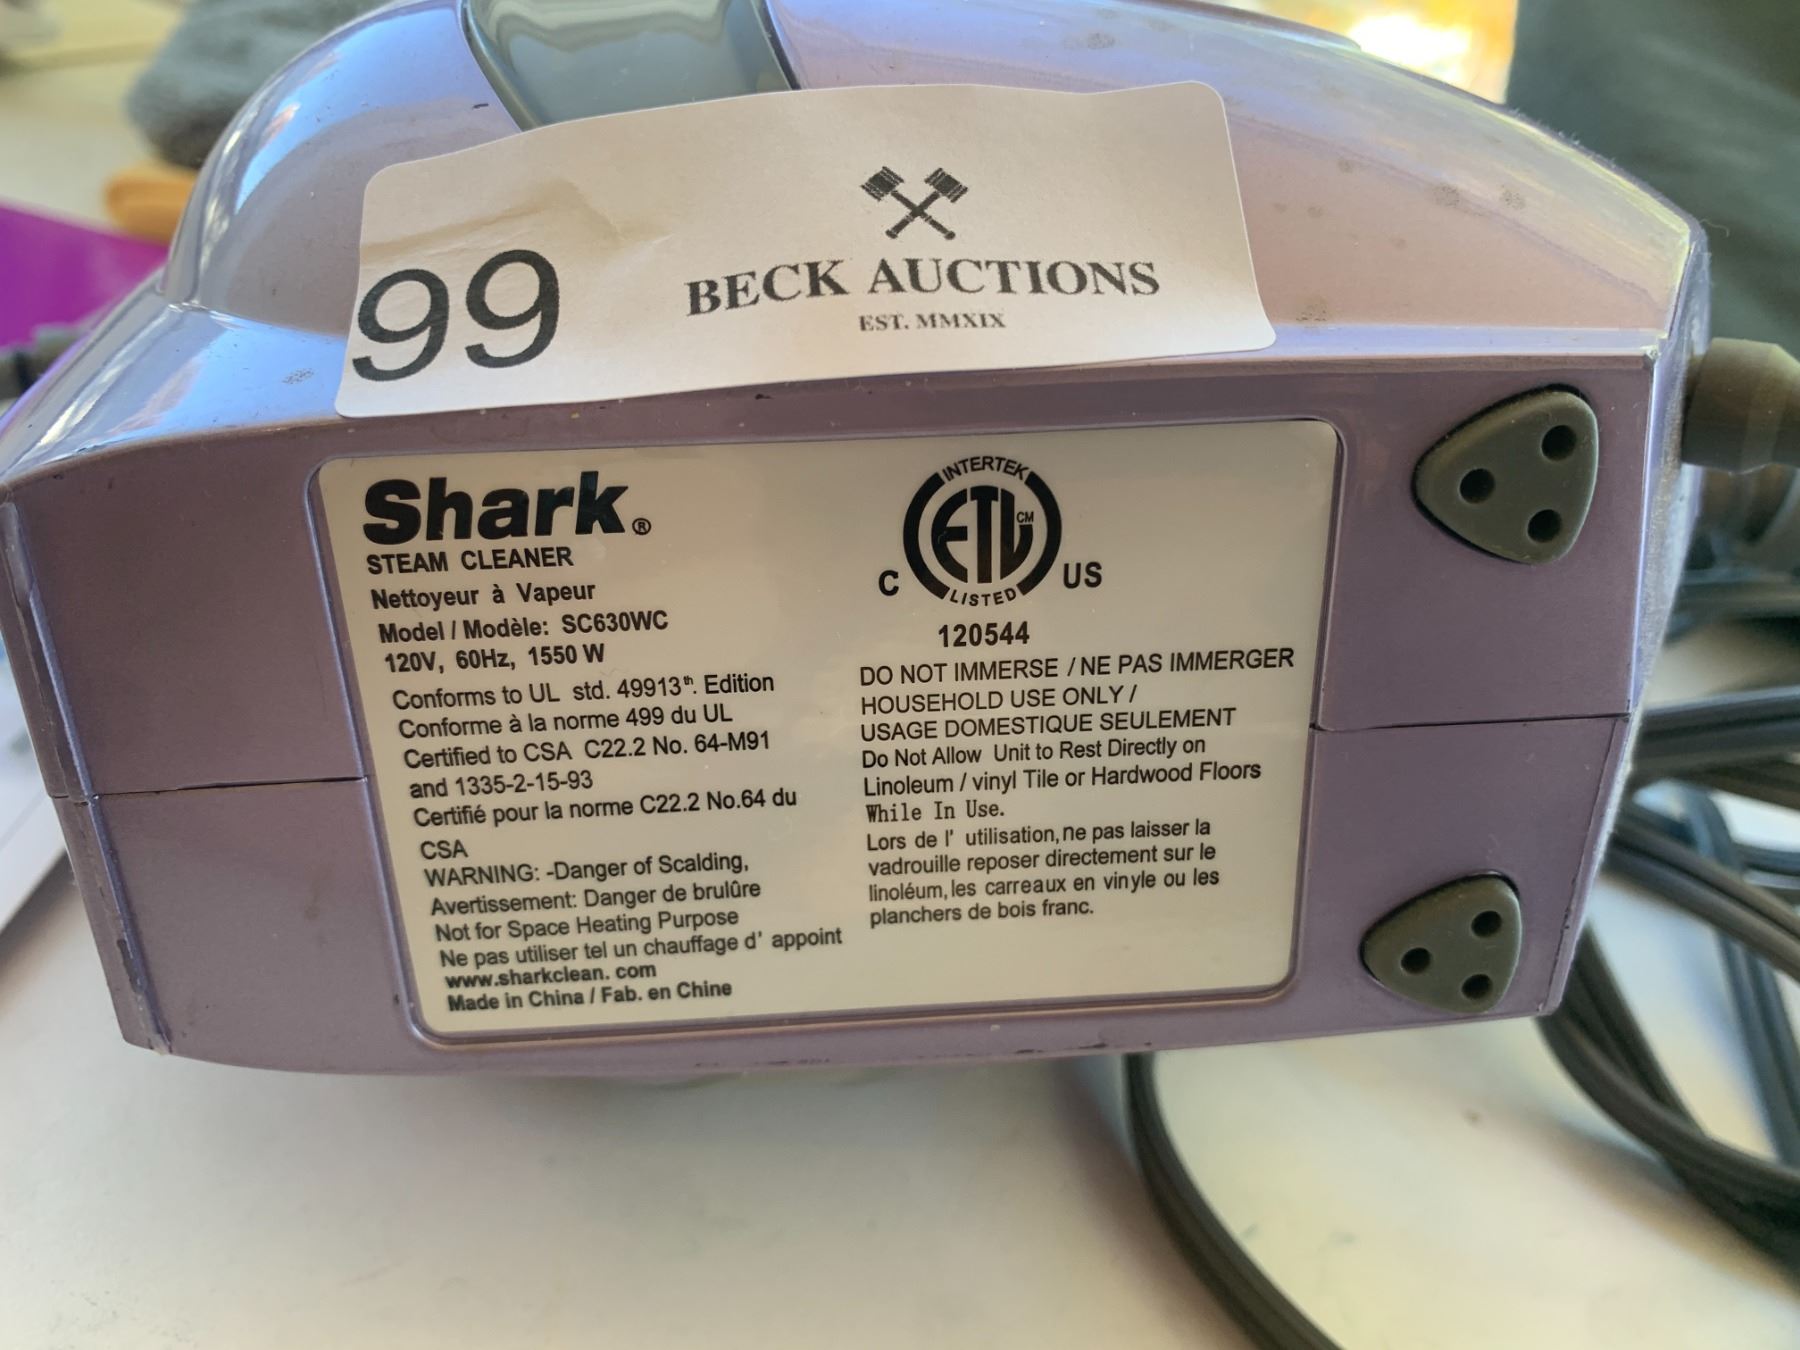 99
BECK AUCTIONS
EST. MMXIX
Shark®
STEAM CLEANER
Nettoyeur à Vapeur
Model / Modèle: SC630WC
120V, 60Hz, 1550 W
Conforms to UL std. 49913th. Edition
Conforme à la norme 499 du UL
Certified to CSA C22.2 No. 64-M91
and 1335-2-15-93
Certifié pour la norme C22.2 No.64 du
CSA
WARNING: -Danger of Scalding,
Avertissement: Danger de brulûre
Not for Space Heating Purpose
Ne pas utiliser tel un chauffage d' appoint
www.sharkclean. com
Made in China / Fab. en Chine
INTERTEK
ETL CM
LISTED
C US
120544
DO NOT IMMERSE / NE PAS IMMERGER
HOUSEHOLD USE ONLY /
USAGE DOMESTIQUE SEULEMENT
Do Not Allow Unit to Rest Directly on
Linoleum / vinyl Tile or Hardwood Floors
While In Use.
Lors de l' utilisation, ne pas laisser la
vadrouille reposer directement sur le
linoléum, les carreaux en vinyle ou les
planchers de bois franc.